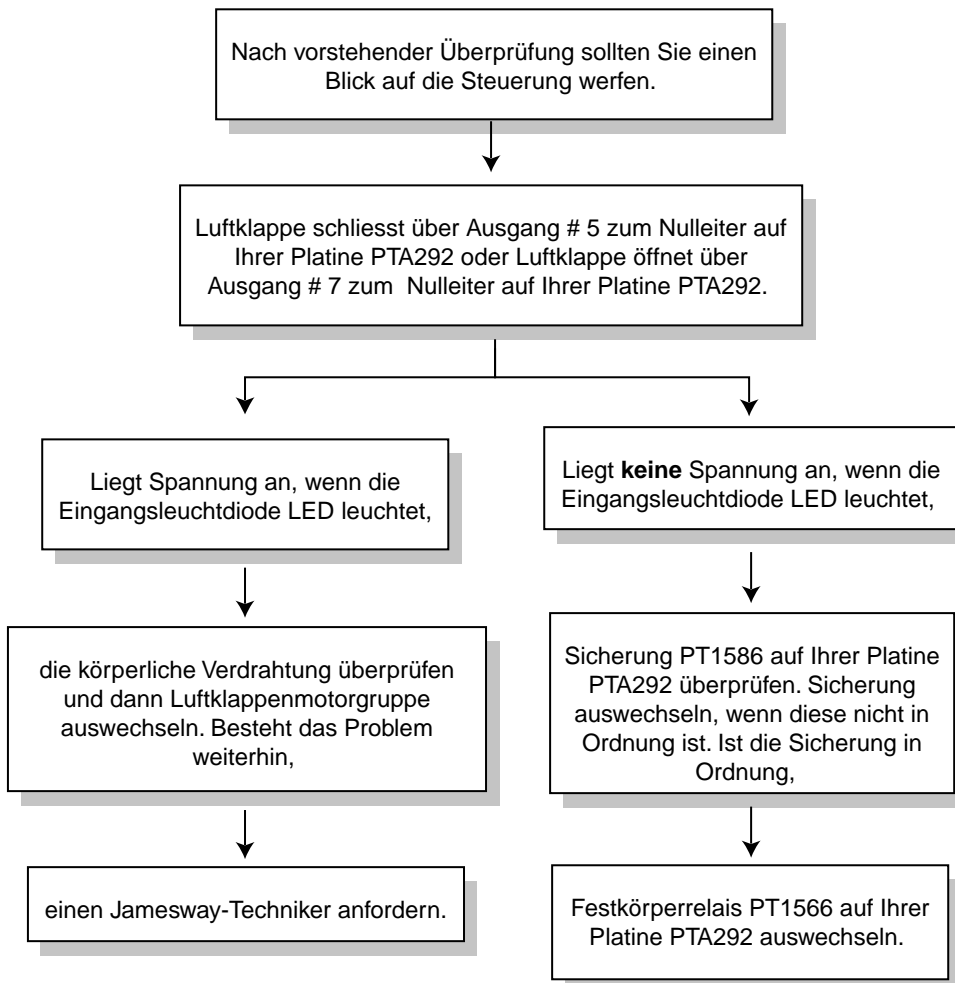 Nach vorstehender Überprüfung sollten Sie einen
Blick auf die Steuerung werfen.
Luftklappe schliesst über Ausgang # 5 zum Nulleiter auf
Ihrer Platine PTA292 oder Luftklappe öffnet über
Ausgang # 7 zum  Nulleiter auf Ihrer Platine PTA292.
Liegt Spannung an, wenn die
Eingangsleuchtdiode LED leuchtet,
Liegt keine Spannung an, wenn die
Eingangsleuchtdiode LED leuchtet,
die körperliche Verdrahtung überprüfen
und dann Luftklappenmotorgruppe
auswechseln. Besteht das Problem
weiterhin,
Sicherung PT1586 auf Ihrer Platine
PTA292 überprüfen. Sicherung
auswechseln, wenn diese nicht in
Ordnung ist. Ist die Sicherung in
Ordnung,
einen Jamesway-Techniker anfordern.
Festkörperrelais PT1566 auf Ihrer
Platine PTA292 auswechseln.